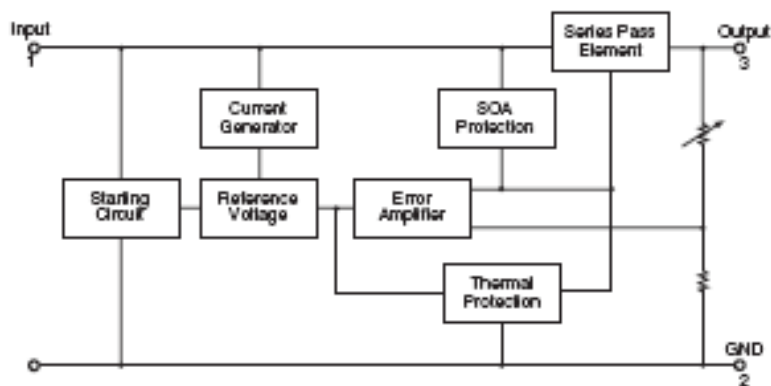 Input
1
Series Pass
Element
Output
3
Current
Generator
SOA
Protection
Starting
Circuit
Reference
Voltage
Error
Amplifier
Thermal
Protection
GND
2